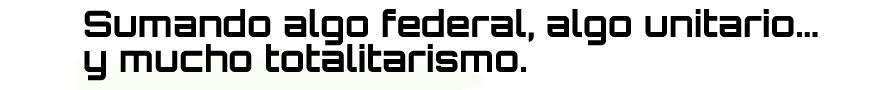 Sumando algo federal, algo unitario...
y mucho totalitarismo.